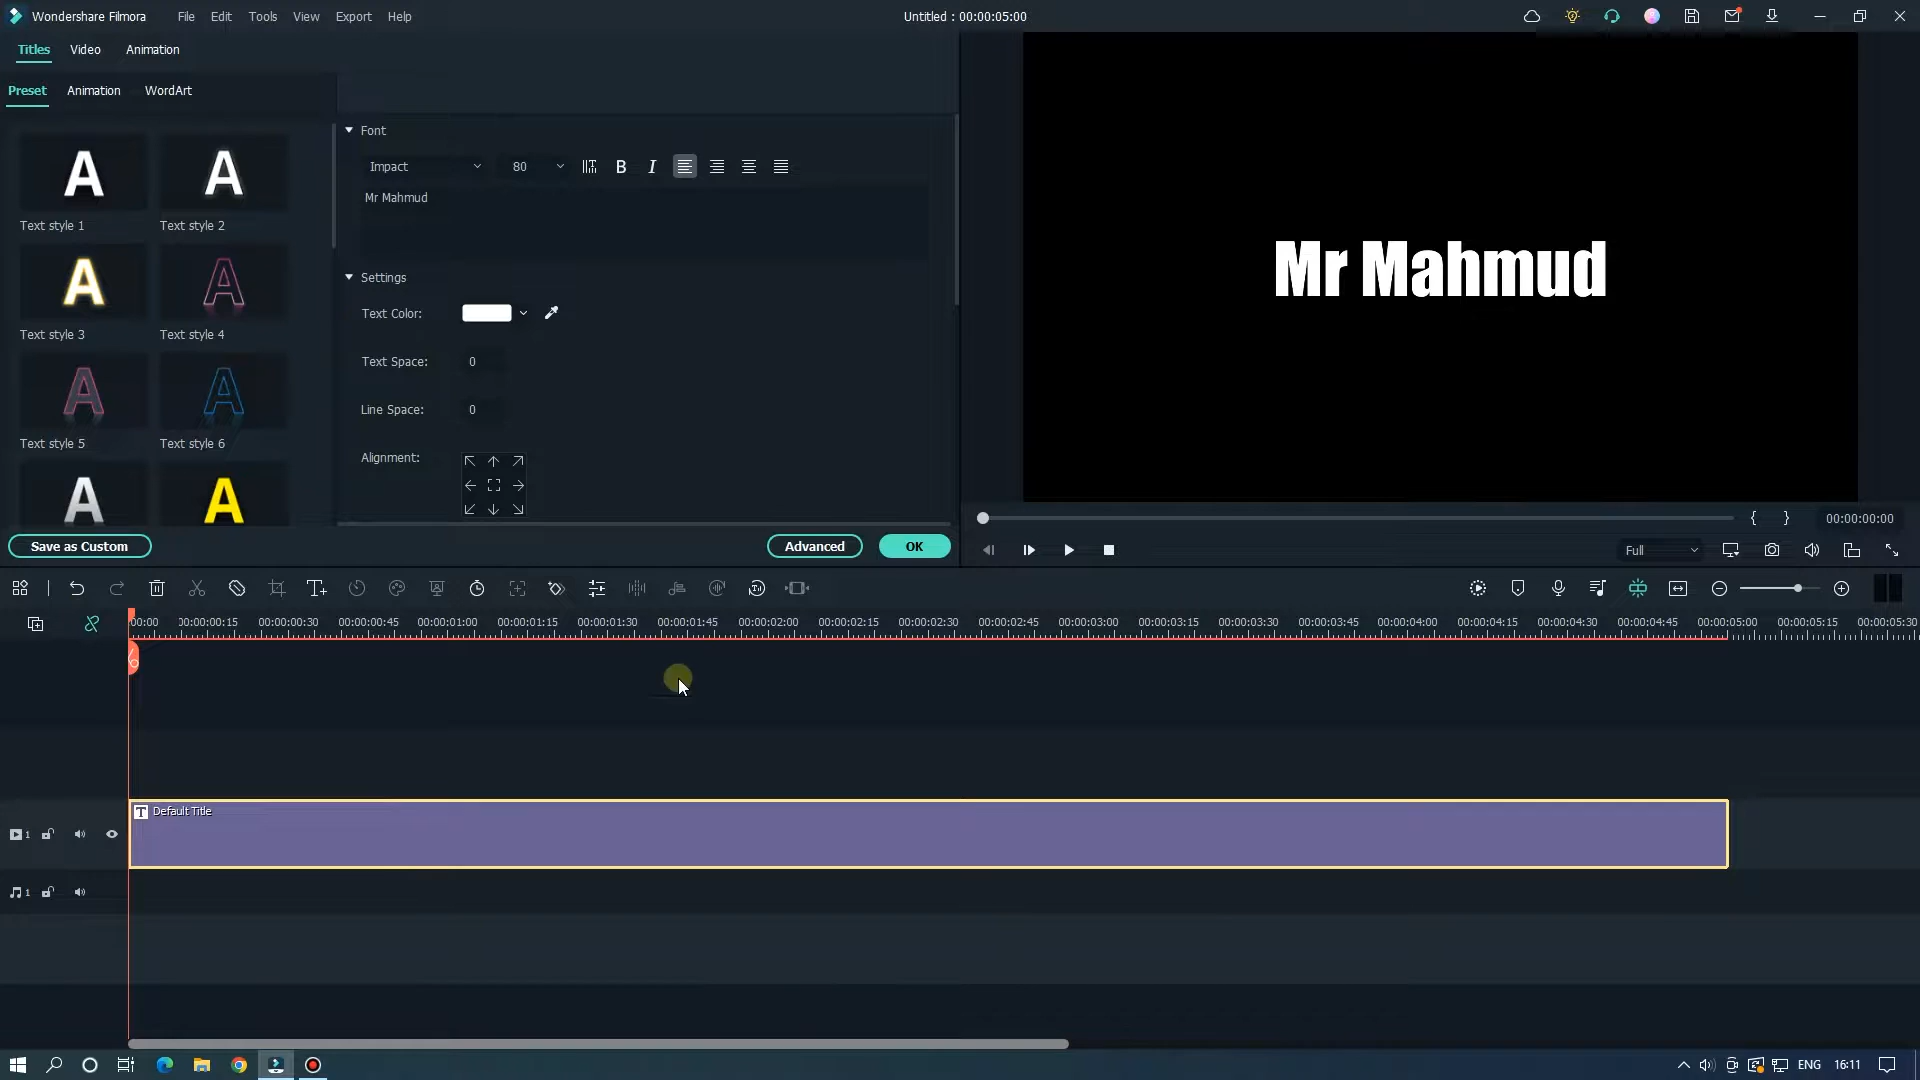 Wondershare Filmora File Edit Tools View Export Help Untitled : 00:00:05:00
Titles Video Animation
Preset Animation WordArt
A A
Text style 1 Text style 2
A A
Text style 3 Text style 4
A A
Text style 5 Text style 6
A A
Save as Custom
Font
Impact 80 B I
Mr Mahmud
Settings
Text Color:
Text Space: 0
Line Space: 0
Alignment:
Advanced OK
Mr Mahmud
{ } 00:00:00:00
Full
00:00 00:00:00:15 00:00:00:30 00:00:00:45 00:00:01:00 00:00:01:15 00:00:01:30 00:00:01:45 00:00:02:00 00:00:02:15 00:00:02:30 00:00:02:45 00:00:03:00 00:00:03:15 00:00:03:30 00:00:03:45 00:00:04:00 00:00:04:15 00:00:04:30 00:00:04:45 00:00:05:00 00:00:05:15 00:00:05:30
T Default Title
1
1
ENG 16:11